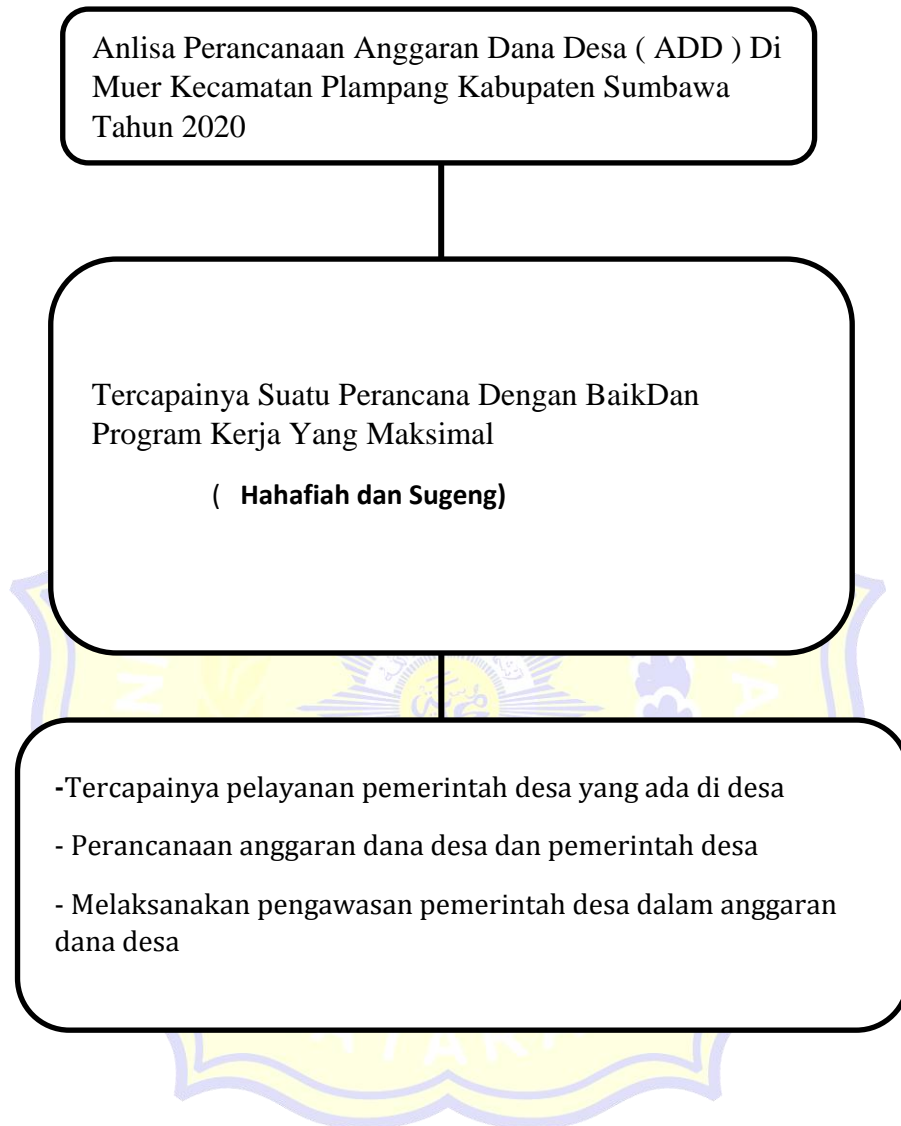 Anlisa Perancanaan Anggaran Dana Desa ( ADD ) Di
Muer Kecamatan Plampang Kabupaten Sumbawa
Tahun 2020
Tercapainya Suatu Perancana Dengan BaikDan
Program Kerja Yang Maksimal
( Hahafiah dan Sugeng)
-Tercapainya pelayanan pemerintah desa yang ada di desa
- Perancanaan anggaran dana desa dan pemerintah desa
- Melaksanakan pengawasan pemerintah desa dalam anggaran
dana desa